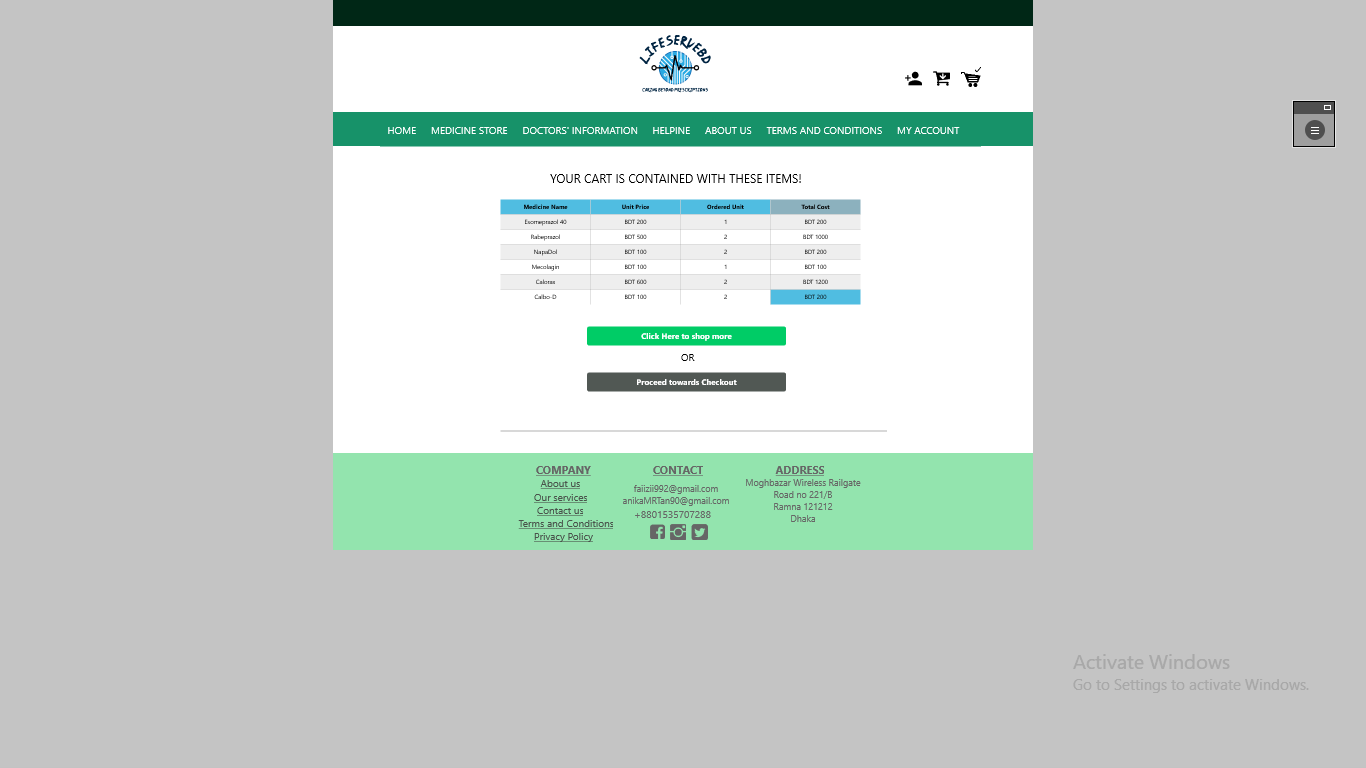 LIFESERVEBD
CARING BEYOND PRESCRIPTIONS
HOME MEDICINE STORE DOCTORS' INFORMATION HELPINE ABOUT US TERMS AND CONDITIONS MY ACCOUNT
YOUR CART IS CONTAINED WITH THESE ITEMS!
Medicine Name Unit Price Ordered Unit Total Cost
Esomeprazol 40 BDT 200 1 BDT 200
Rabeprazol BDT 500 2 BDT 1000
NapaDol BDT 100 2 BDT 200
Mecolagin BDT 100 1 BDT 100
Caloras BDT 600 2 BDT 1200
Calbo-D BDT 100 2 BDT 200
Click Here to shop more
OR
Proceed towards Checkout
COMPANY
About us
Our services
Contact us
Terms and Conditions
Privacy Policy
CONTACT
faiizii992@gmail.com
anikaMRTan90@gmail.com
+8801535707288
ADDRESS
Moghbazar Wireless Railgate
Road no 221/B
Ramna 121212
Dhaka
Activate Windows
Go to Settings to activate Windows.